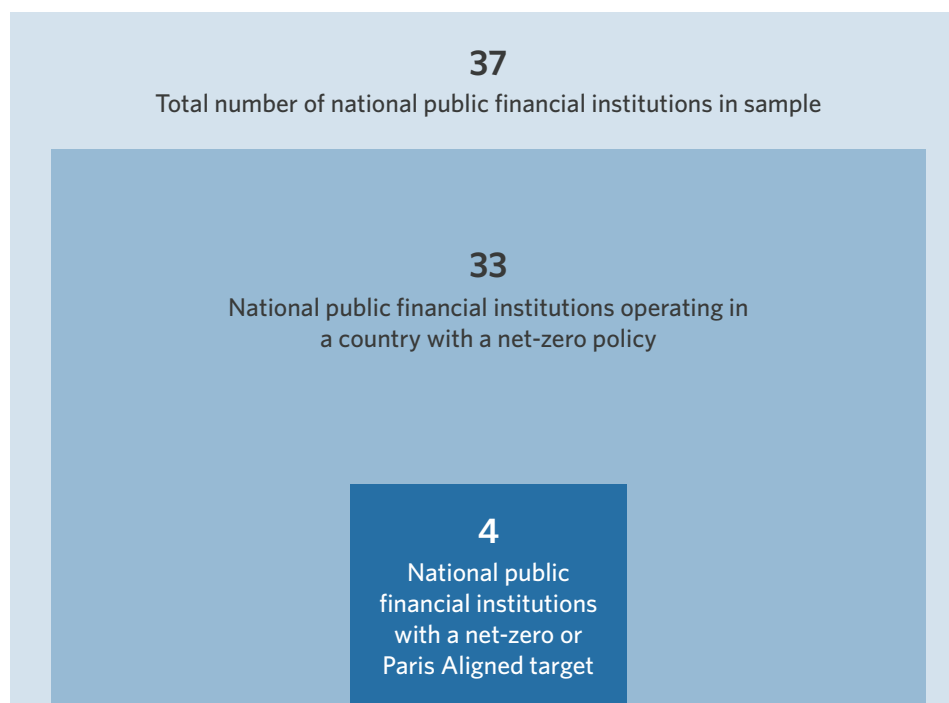 37
Total number of national public financial institutions in sample
33
National public financial institutions operating in
a country with a net-zero policy
4
National public
financial institutions
with a net-zero or
Paris Aligned target